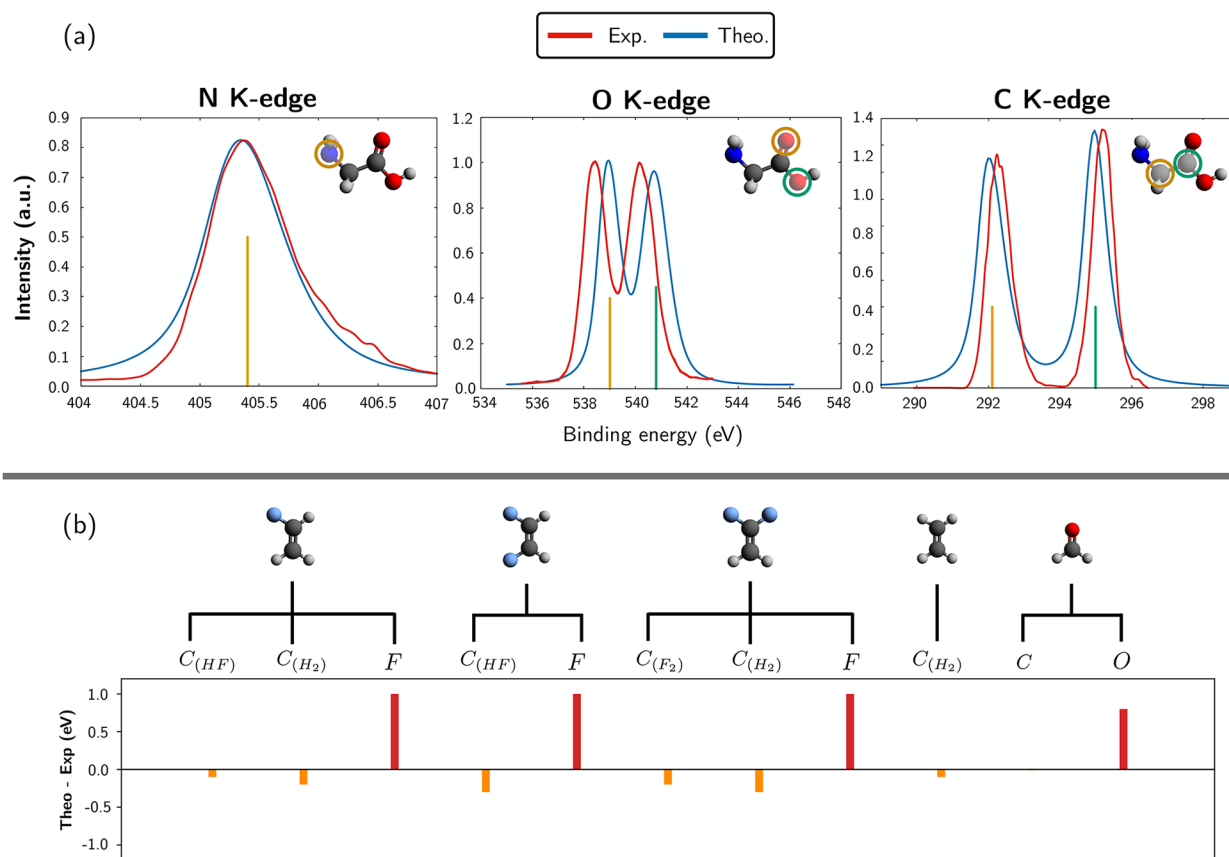 (a)
Exp. Theo.
N K-edge
O K-edge
C K-edge
Intensity (a.u.)
0.9
0.8
0.7
0.6
0.5
0.4
0.3
0.2
0.1
0.0
404 404.5 405 405.5 406 406.5 407
1.2
1.0
0.8
0.6
0.4
0.2
0.0
534 536 538 540 542 544 546 548
1.4
1.2
1.0
0.8
0.6
0.4
0.2
0.0
290 292 294 296 298
Binding energy (eV)
(b)
C(HF) C(H2) F C(HF) F C(F2) C(H2) F C(H2) C O
Theo - Exp (eV)
1.0
0.5
0.0
-0.5
-1.0